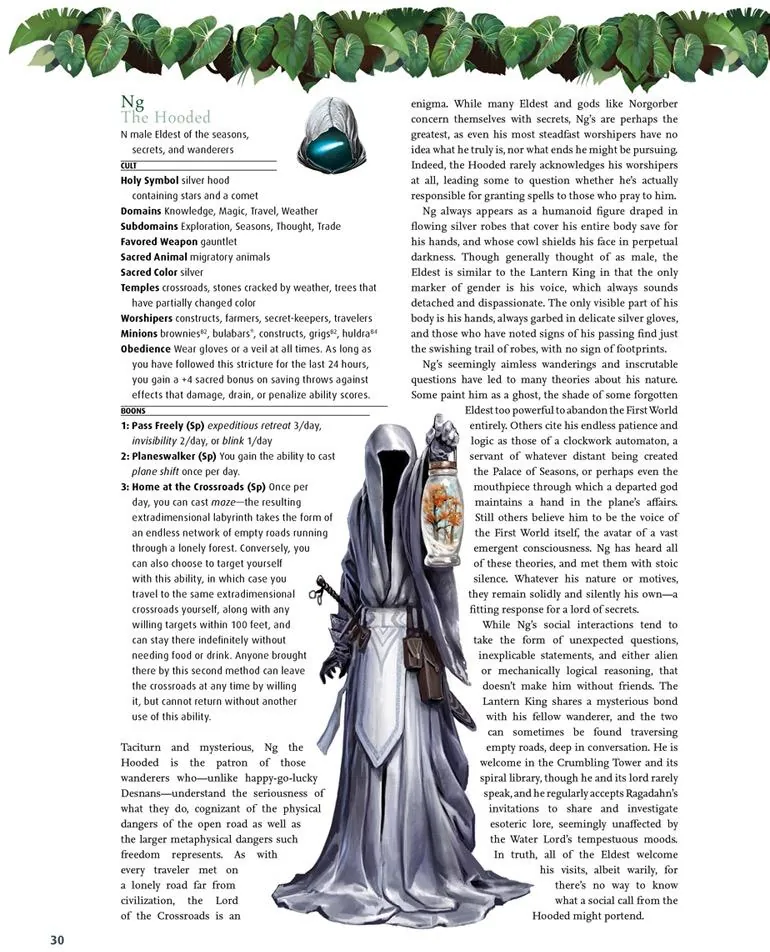 Ng
The Hooded
N male Eldest of the seasons,
secrets, and wanderers
CULT
Holy Symbol silver hood
containing stars and a comet
Domains Knowledge, Magic, Travel, Weather
Subdomains Exploration, Seasons, Thought, Trade
Favored Weapon gauntlet
Sacred Animal migratory animals
Sacred Color silver
Temples crossroads, stones cracked by weather, trees that
have partially changed color
Worshipers constructs, farmers, secret-keepers, travelers
Minions brownies B2, bulabars*, constructs, grigs B2, huldra B4
Obedience Wear gloves or a veil at all times. As long as
you have followed this stricture for the last 24 hours,
you gain a +4 sacred bonus on saving throws against
effects that damage, drain, or penalize ability scores.
BOONS
1: Pass Freely (Sp) expeditious retreat 3/day,
invisibility 2/day, or blink 1/day
2: Planeswalker (Sp) You gain the ability to cast
plane shift once per day.
3: Home at the Crossroads (Sp) Once per
day, you can cast maze—the resulting
extradimensional labyrinth takes the form of
an endless network of empty roads running
through a lonely forest. Conversely, you
can also choose to target yourself
with this ability, in which case you
travel to the same extradimensional
crossroads yourself, along with any
willing targets within 100 feet, and
can stay there indefinitely without
needing food or drink. Anyone brought
there by this second method can leave
the crossroads at any time by willing
it, but cannot return without another
use of this ability.
Taciturn and mysterious, Ng the
Hooded is the patron of those
wanderers who—unlike happy-go-lucky
Desnans—understand the seriousness of
what they do, cognizant of the physical
dangers of the open road as well as
the larger metaphysical dangers such
freedom represents. As with
every traveler met on
a lonely road far from
civilization, the Lord
of the Crossroads is an
enigma. While many Eldest and gods like Norgorber
concern themselves with secrets, Ng's are perhaps the
greatest, as even his most steadfast worshipers have no
idea what he truly is, nor what ends he might be pursuing.
Indeed, the Hooded rarely acknowledges his worshipers
at all, leading some to question whether he's actually
responsible for granting spells to those who pray to him.
Ng always appears as a humanoid figure draped in
flowing silver robes that cover his entire body save for
his hands, and whose cowl shields his face in perpetual
darkness. Though generally thought of as male, the
Eldest is similar to the Lantern King in that the only
marker of gender is his voice, which always sounds
detached and dispassionate. The only visible part of his
body is his hands, always garbed in delicate silver gloves,
and those who have noted signs of his passing find just
the swishing trail of robes, with no sign of footprints.
Ng's seemingly aimless wanderings and inscrutable
questions have led to many theories about his nature.
Some paint him as a ghost, the shade of some forgotten
Eldest too powerful to abandon the First World
entirely. Others cite his endless patience and
logic as those of a clockwork automaton, a
servant of whatever distant being created
the Palace of Seasons, or perhaps even the
mouthpiece through which a departed god
maintains a hand in the plane's affairs.
Still others believe him to be the voice of
the First World itself, the avatar of a vast
emergent consciousness. Ng has heard all
of these theories, and met them with stoic
silence. Whatever his nature or motives,
they remain solidly and silently his own—a
fitting response for a lord of secrets.
While Ng's social interactions tend to
take the form of unexpected questions,
inexplicable statements, and either alien
or mechanically logical reasoning, that
doesn't make him without friends. The
Lantern King shares a mysterious bond
with his fellow wanderer, and the two
can sometimes be found traversing
empty roads, deep in conversation. He is
welcome in the Crumbling Tower and its
spiral library, though he and its lord rarely
speak, and he regularly accepts Ragadahn's
invitations to share and investigate
esoteric lore, seemingly unaffected by
the Water Lord's tempestuous moods.
In truth, all of the Eldest welcome
his visits, albeit warily, for
there's no way to know
what a social call from the
Hooded might portend.
30